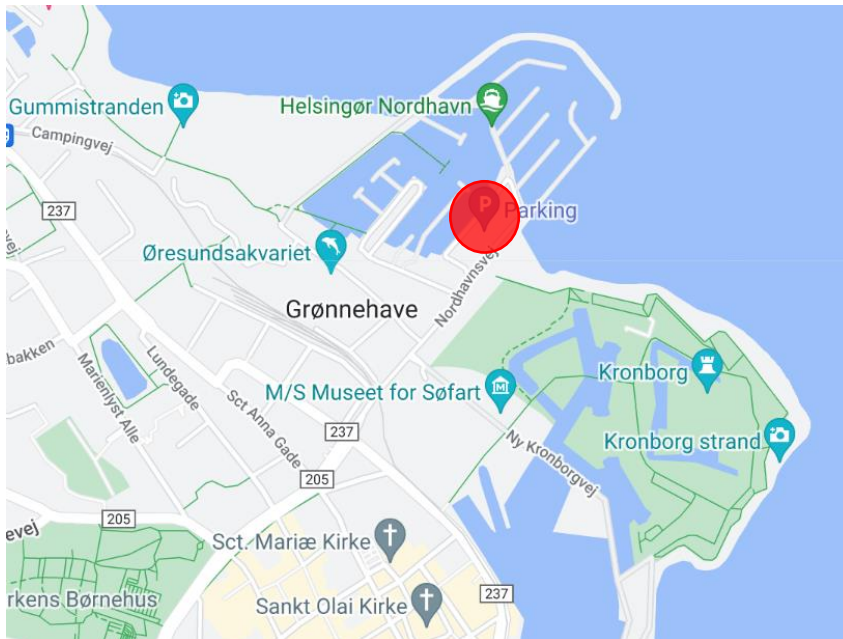 Helsingør Nordhavn
Gummistranden
Campingvej
P
Parking
237
Øresundsakvariet
Nordhavnsvej
Grønnehave
bakken
Marienlyst Alle
Lundegade
Kronborg
M/S Museet for Søfart
M
Sct Anna Gade
237
Kronborg strand
Ny Kronborgvej
205
205
evej
Sct. Mariæ Kirke
rkens Børnehus
Sankt Olai Kirke
237